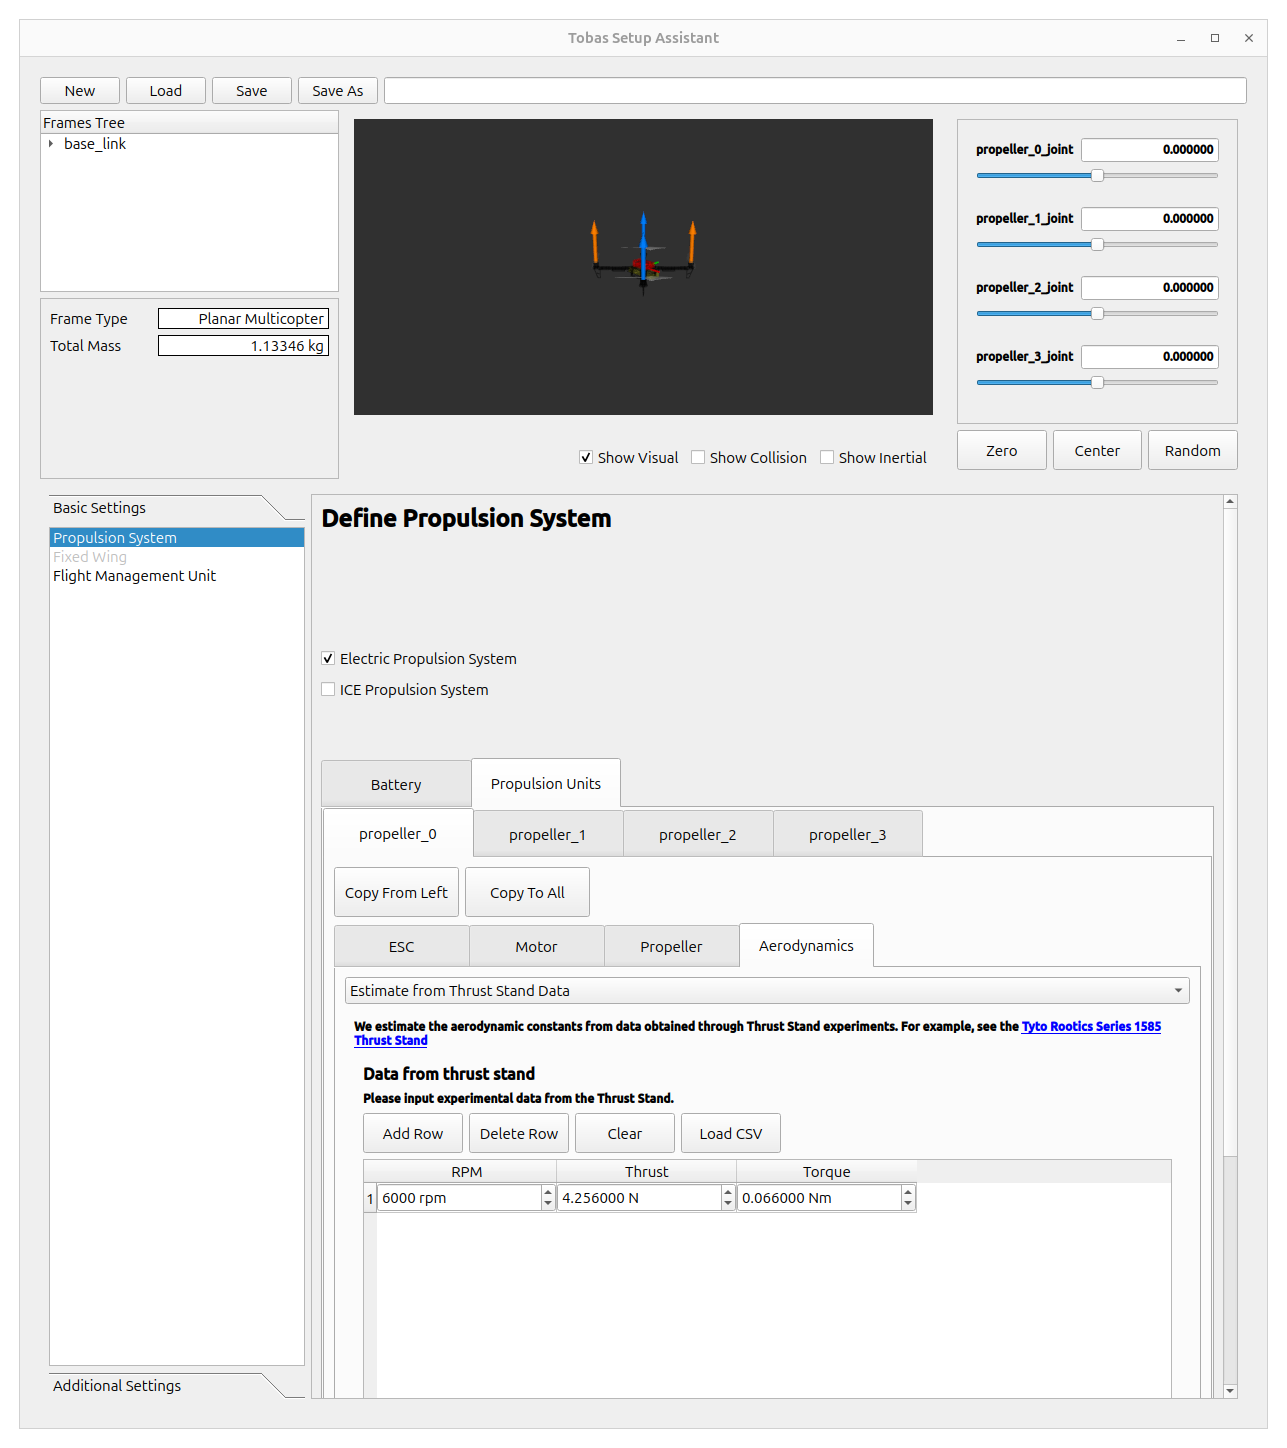 Tobas Setup Assistant
New Load Save Save As
Frames Tree
base_link
Frame Type Planar Multicopter
Total Mass 1.13346 kg
Show Visual Show Collision Show Inertial
propeller_0_joint 0.000000
propeller_1_joint 0.000000
propeller_2_joint 0.000000
propeller_3_joint 0.000000
Zero Center Random
Basic Settings
Propulsion System
Fixed Wing
Flight Management Unit
Additional Settings
Define Propulsion System
Electric Propulsion System
ICE Propulsion System
Battery Propulsion Units
propeller_0 propeller_1 propeller_2 propeller_3
Copy From Left Copy To All
ESC Motor Propeller Aerodynamics
Estimate from Thrust Stand Data
We estimate the aerodynamic constants from data obtained through Thrust Stand experiments. For example, see the Tyto Rootics Series 1585
Thrust Stand
Data from thrust stand
Please input experimental data from the Thrust Stand.
Add Row Delete Row Clear Load CSV
RPM Thrust Torque
1 6000 rpm 4.256000 N 0.066000 Nm